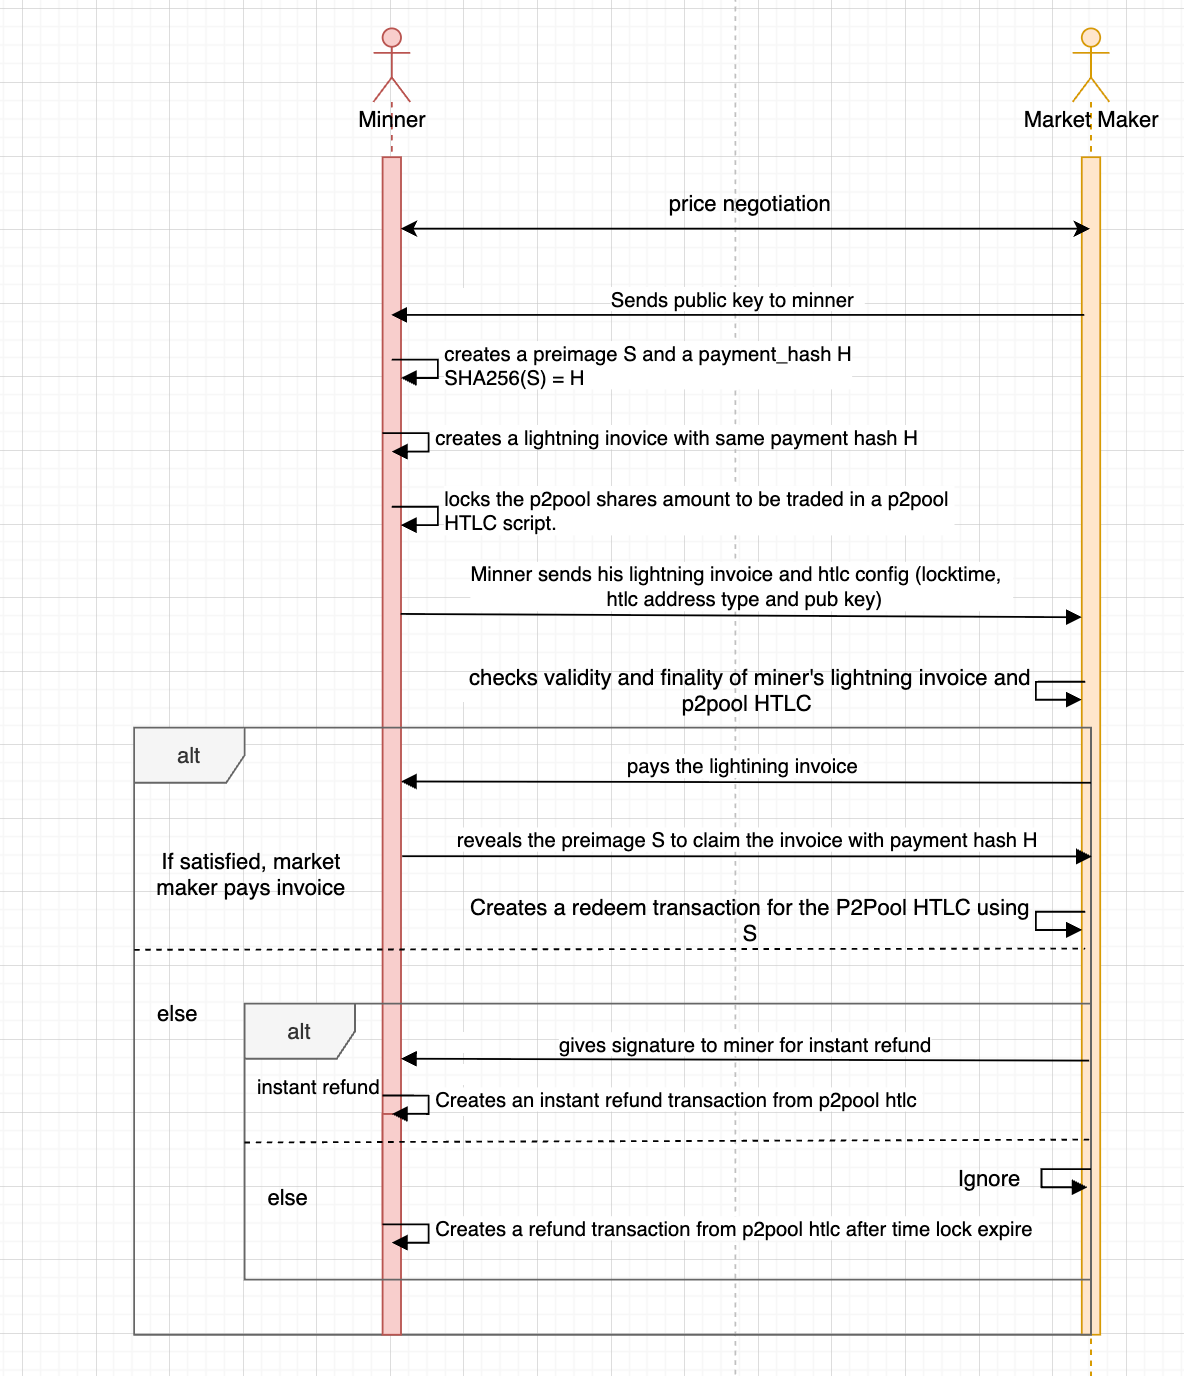 Minner
Market Maker
price negotiation
Sends public key to minner
creates a preimage S and a payment_hash H
SHA256(S) = H
creates a lightning inovice with same payment hash H
locks the p2pool shares amount to be traded in a p2pool
HTLC script.
Minner sends his lightning invoice and htlc config (locktime,
htlc address type and pub key)
checks validity and finality of miner's lightning invoice and
p2pool HTLC
alt
pays the lightining invoice
reveals the preimage S to claim the invoice with payment hash H
If satisfied, market
maker pays invoice
Creates a redeem transaction for the P2Pool HTLC using
S
else
alt
gives signature to miner for instant refund
instant refund
Creates an instant refund transaction from p2pool htlc
Ignore
else
Creates a refund transaction from p2pool htlc after time lock expire